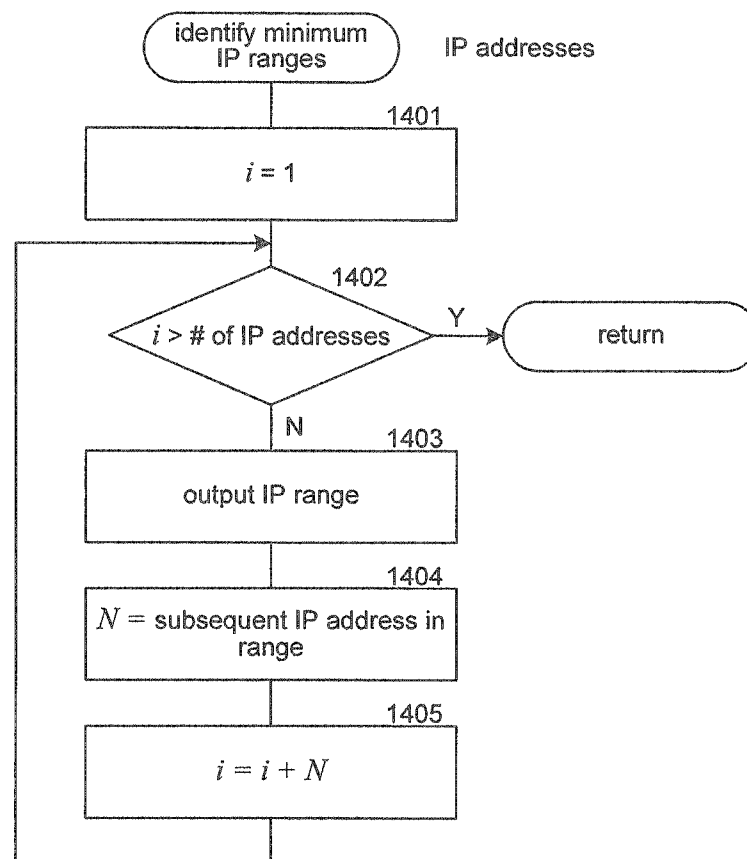 identify minimum
IP ranges
IP addresses
1401
i = 1
1402
i > # of IP addresses
Y
return
N
1403
output IP range
1404
N = subsequent IP address in
range
1405
i = i + N